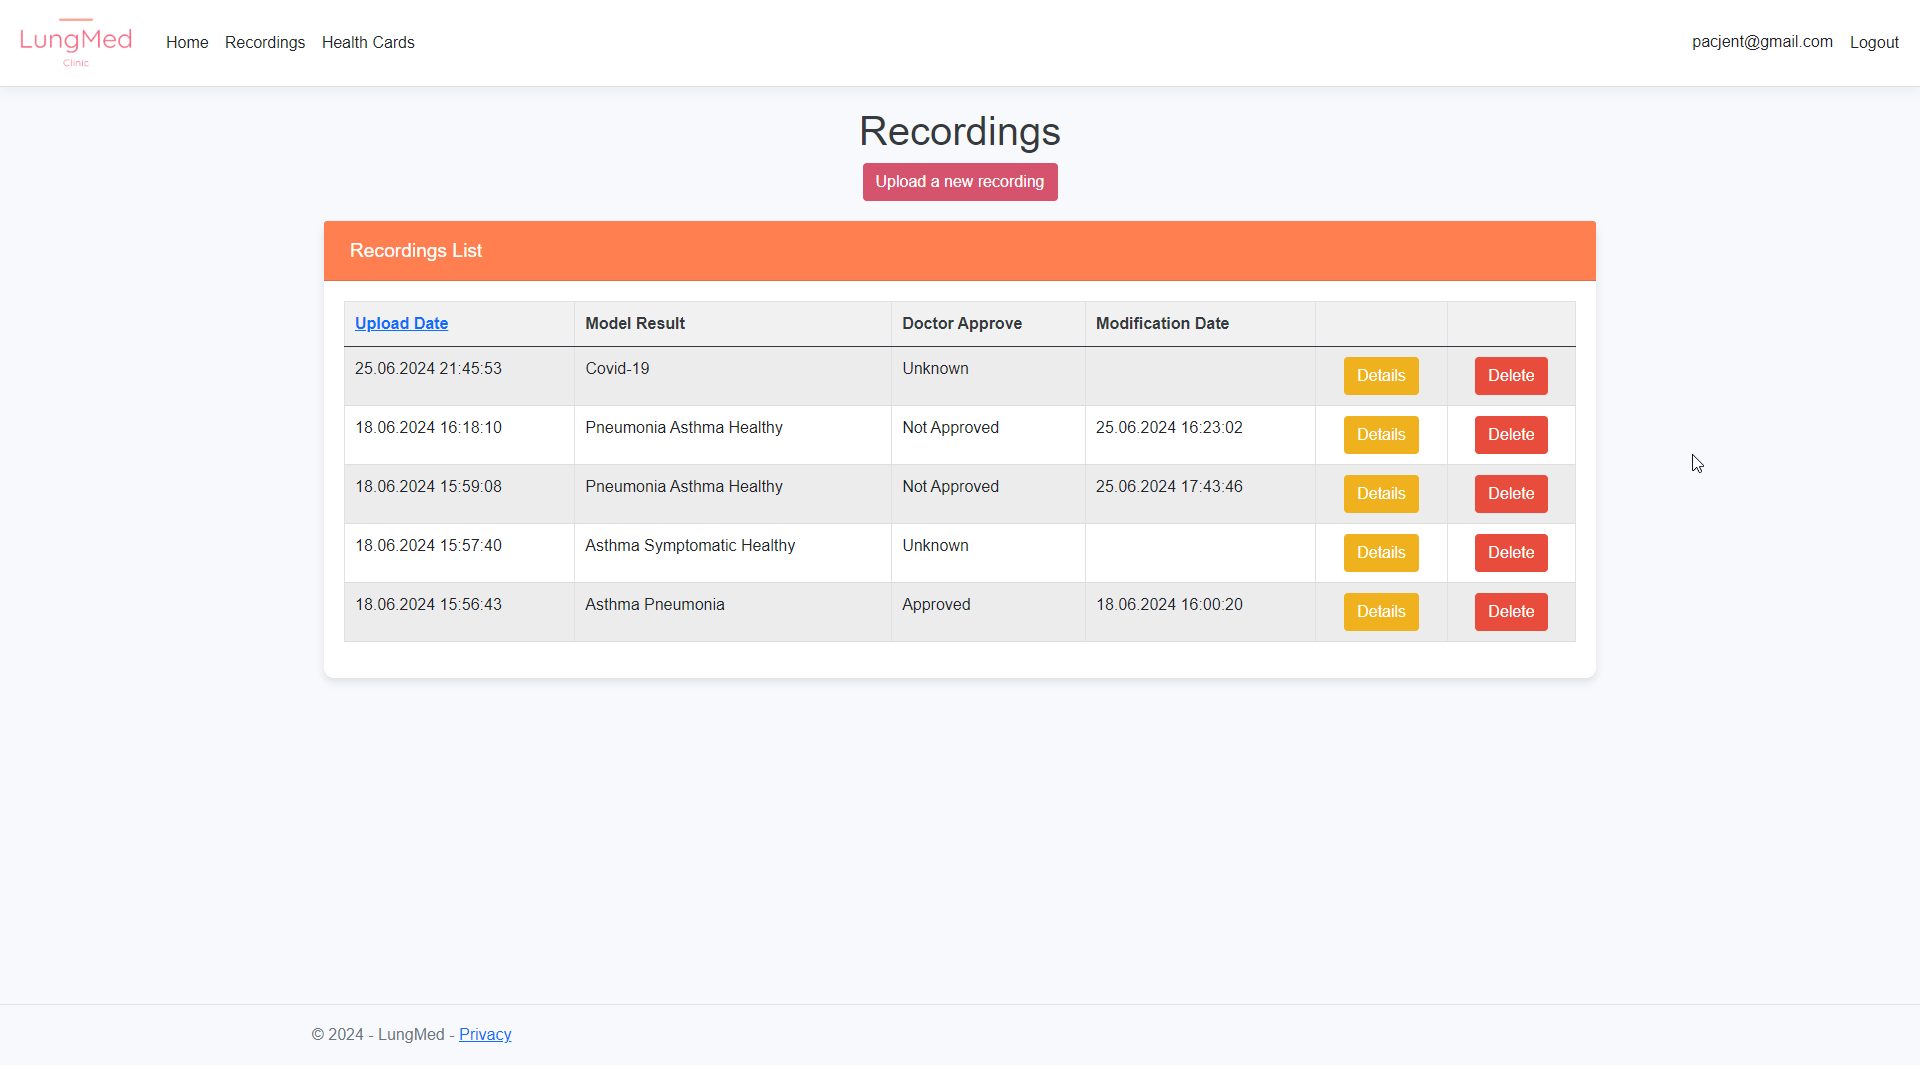 LungMed
Clinic
Home Recordings Health Cards pacjent@gmail.com Logout
Recordings
Upload a new recording
Recordings List
Upload Date Model Result Doctor Approve Modification Date
25.06.2024 21:45:53 Covid-19 Unknown Details Delete
18.06.2024 16:18:10 Pneumonia Asthma Healthy Not Approved 25.06.2024 16:23:02 Details Delete
18.06.2024 15:59:08 Pneumonia Asthma Healthy Not Approved 25.06.2024 17:43:46 Details Delete
18.06.2024 15:57:40 Asthma Symptomatic Healthy Unknown Details Delete
18.06.2024 15:56:43 Asthma Pneumonia Approved 18.06.2024 16:00:20 Details Delete
© 2024 - LungMed - Privacy